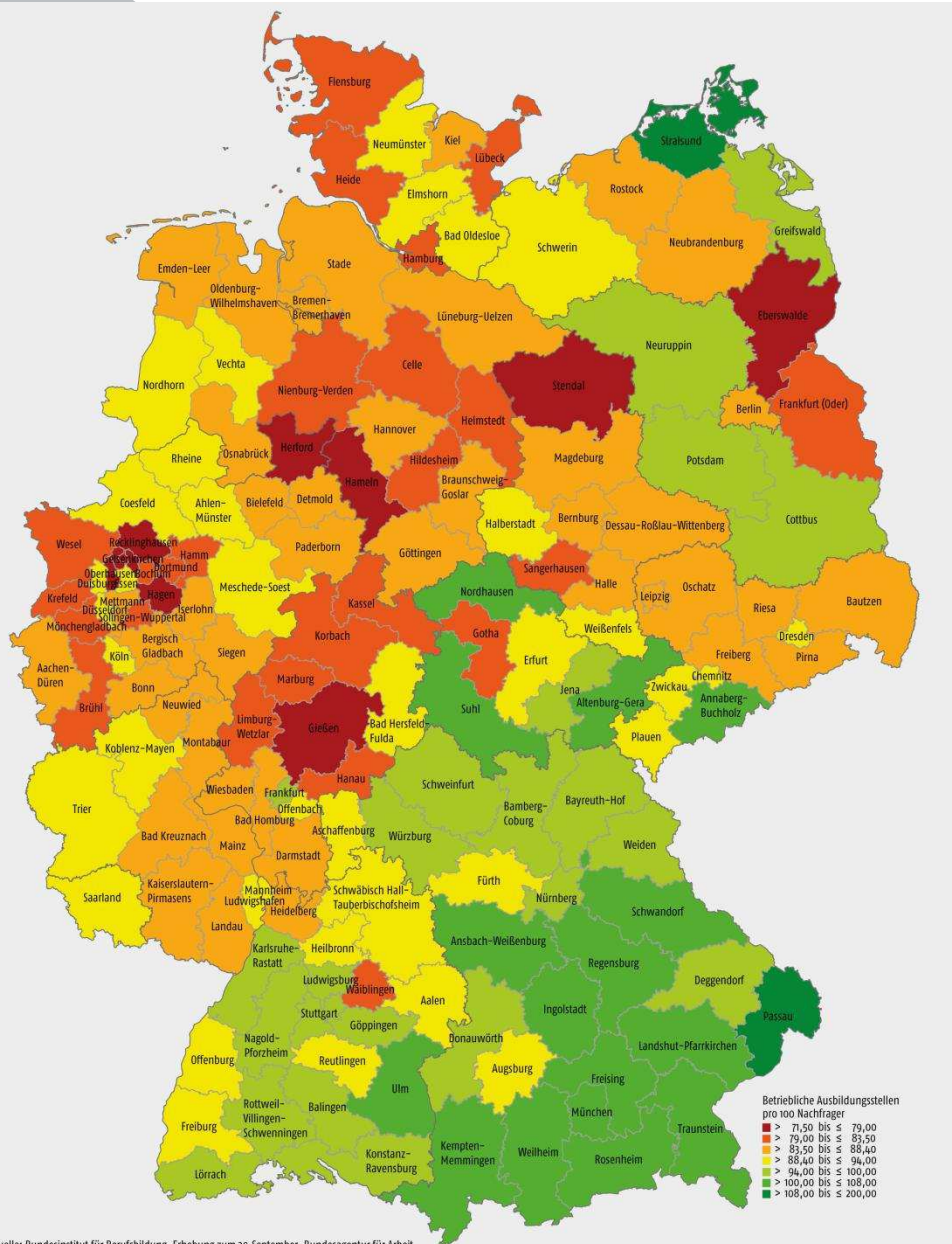 Flensburg
Neumünster
Kiel
Lübeck
Heide
Elmshorn
Bad Oldesloe
Hamburg
Stralsund
Rostock
Greifswald
Schwerin
Neubrandenburg
Emden-Leer
Oldenburg-
Wilhelmshaven
Stade
Bremen-
Bremerhaven
Lüneburg-Uelzen
Eberswalde
Neuruppin
Nordhorn
Vechta
Nienburg-Verden
Celle
Stendal
Berlin
Frankfurt (Oder)
Helmstedt
Hannover
Osnabrück
Herford
Hildesheim
Magdeburg
Potsdam
Rheine
Hameln
Braunschweig-
Goslar
Coesfeld
Ahlen-
Münster
Bielefeld
Detmold
Halberstadt
Bernburg
Dessau-Roßlau-Wittenberg
Cottbus
Wesel
Recklinghausen
Gelsenkirchen
Hamm
Dortmund
Paderborn
Göttingen
Oberhausen
Bochum
Duisburg
Essen
Meschede-Soest
Sangerhausen
Halle
Nordhausen
Leipzig
Oschatz
Krefeld
Mettmann
Hagen
Düsseldorf
Iserlohn
Solingen-Wuppertal
Mönchengladbach
Kassel
Korbach
Gotha
Weißenfels
Riesa
Bautzen
Dresden
Köln
Bergisch
Gladbach
Siegen
Erfurt
Freiberg
Pirna
Aachen-
Düren
Marburg
Jena
Chemnitz
Zwickau
Altenburg-Gera
Annaberg-
Buchholz
Bonn
Brühl
Neuwied
Limburg-
Wetzlar
Gießen
Suhl
Bad Hersfeld-
Fulda
Plauen
Koblenz-Mayen
Montabaur
Hanau
Schweinfurt
Wiesbaden
Frankfurt
Offenbach
Bad Homburg
Trier
Bamberg-
Coburg
Bayreuth-Hof
Aschaffenburg
Würzburg
Bad Kreuznach
Mainz
Darmstadt
Weiden
Kaiserslautern-
Pirmasens
Saarland
Mannheim
Ludwigshafen
Heidelberg
Schwäbisch Hall-
Tauberbischofsheim
Fürth
Nürnberg
Schwandorf
Landau
Karlsruhe-
Rastatt
Heilbronn
Ansbach-Weißenburg
Regensburg
Ludwigsburg
Waiblingen
Aalen
Deggendorf
Stuttgart
Göppingen
Ingolstadt
Passau
Nagold-
Pforzheim
Donauwörth
Landshut-Pfarrkirchen
Offenburg
Reutlingen
Ulm
Augsburg
Freising
Rottweil-
Villingen-
Schwenningen
Balingen
München
Freiburg
Traunstein
Konstanz-
Ravensburg
Kempten-
Memmingen
Weilheim
Rosenheim
Lörrach
Betriebliche Ausbildungsstellen
pro 100 Nachfrager
> 71,50 bis ≤ 79,00
> 79,00 bis ≤ 83,50
> 83,50 bis ≤ 88,40
> 88,40 bis ≤ 94,00
> 94,00 bis ≤ 100,00
> 100,00 bis ≤ 108,00
> 108,00 bis ≤ 200,00